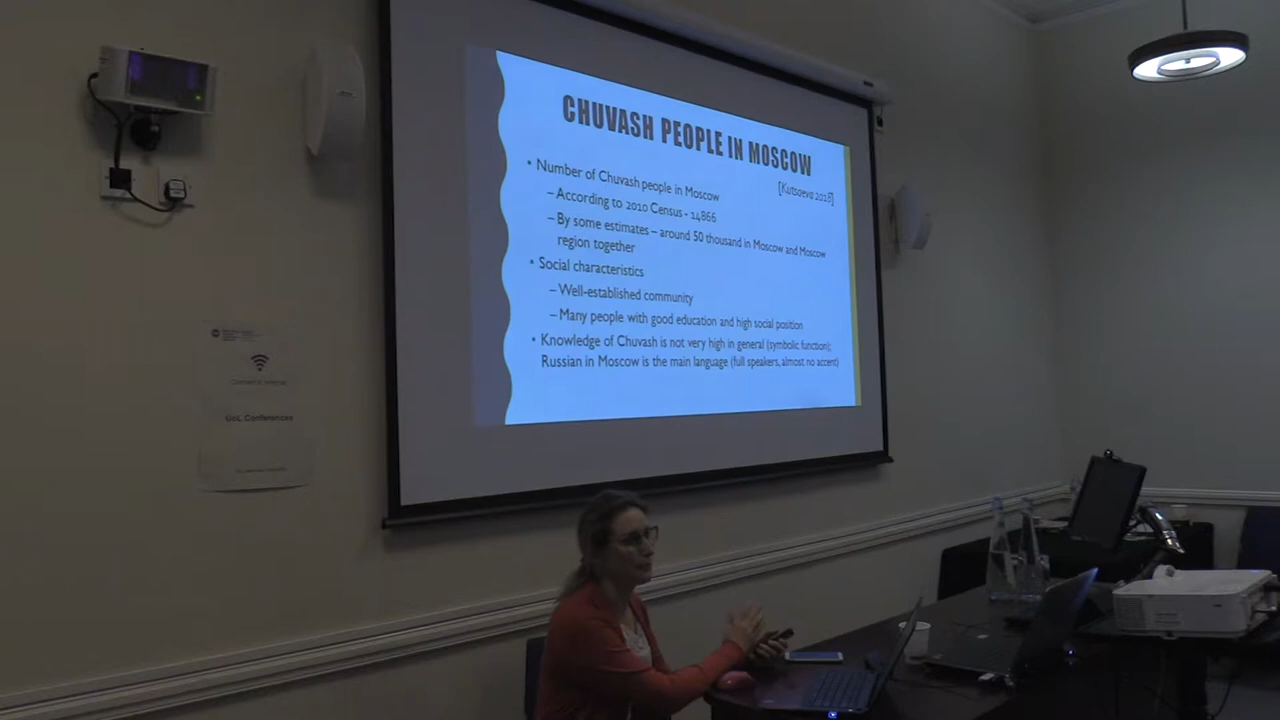 CHUVASH PEOPLE IN MOSCOW
• Number of Chuvash people in Moscow
[Kutsaeva 2018]
– According to 2010 Census - 14866
– By some estimates – around 50 thousand in Moscow and Moscow
region together
• Social characteristics
– Well-established community
– Many people with good education and high social position
• Knowledge of Chuvash is not very high in general (symbolic function);
Russian in Moscow is the main language (full speakers, almost no accent)
UoL Conferences